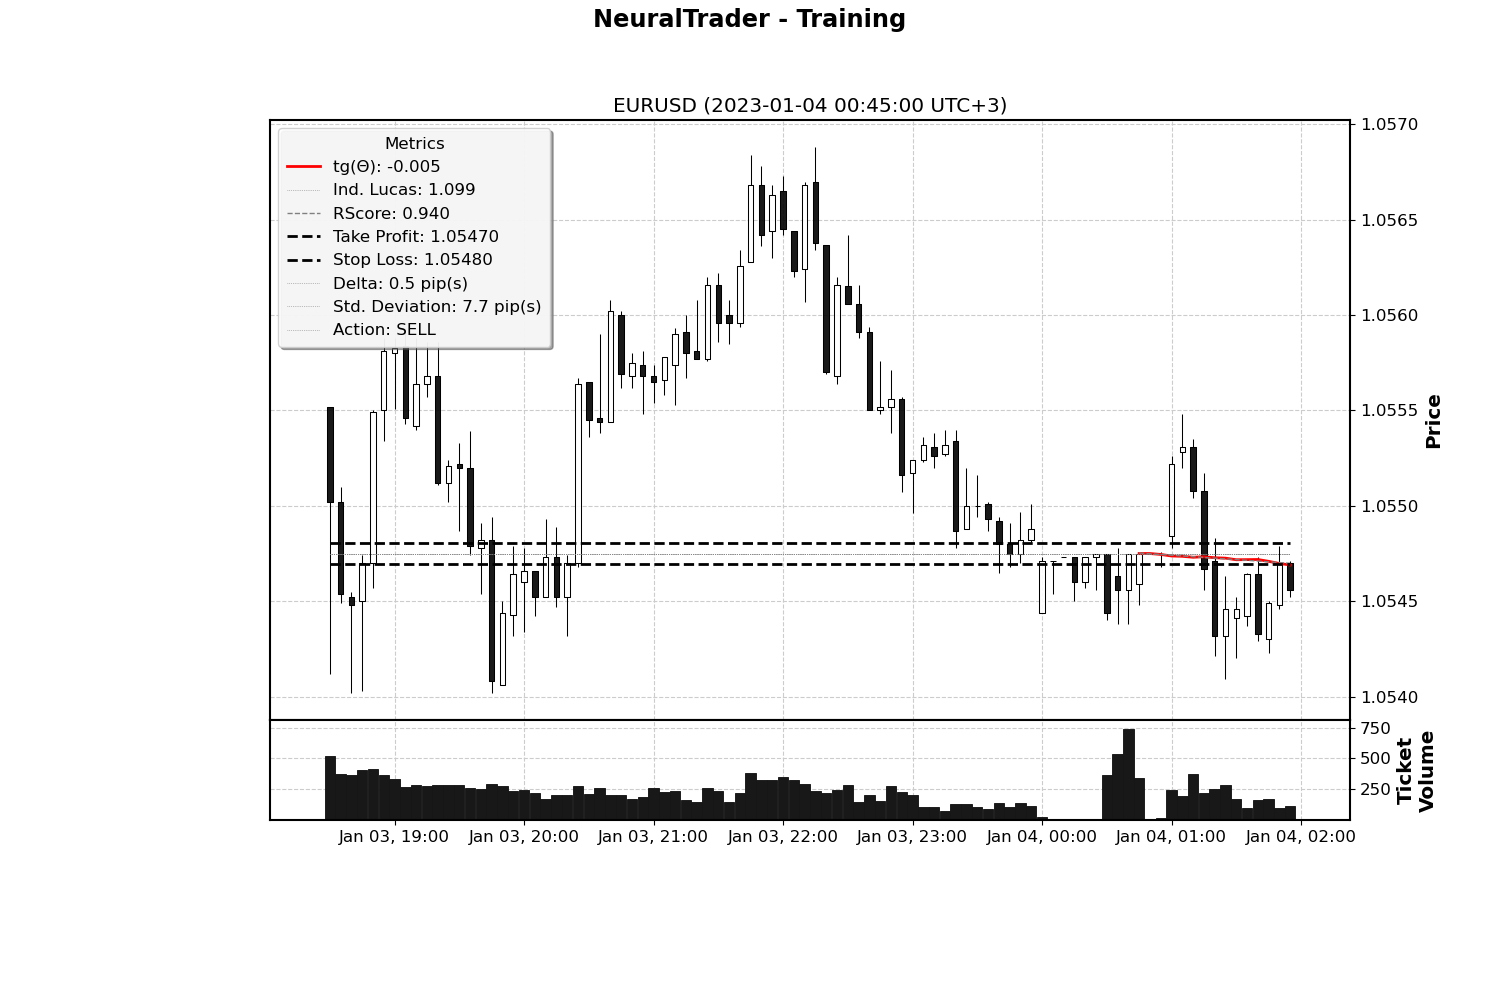 NeuralTrader - Training
EURUSD (2023-01-04 00:45:00 UTC+3)
Metrics
tg(Θ): -0.005
Ind. Lucas: 1.099
RScore: 0.940
Take Profit: 1.05470
Stop Loss: 1.05480
Delta: 0.5 pip(s)
Std. Deviation: 7.7 pip(s)
Action: SELL
1.0570
1.0565
1.0560
1.0555
1.0550
1.0545
1.0540
Price
750
500
250
Ticket
Volume
Jan 03, 19:00
Jan 03, 20:00
Jan 03, 21:00
Jan 03, 22:00
Jan 03, 23:00
Jan 04, 00:00
Jan 04, 01:00
Jan 04, 02:00